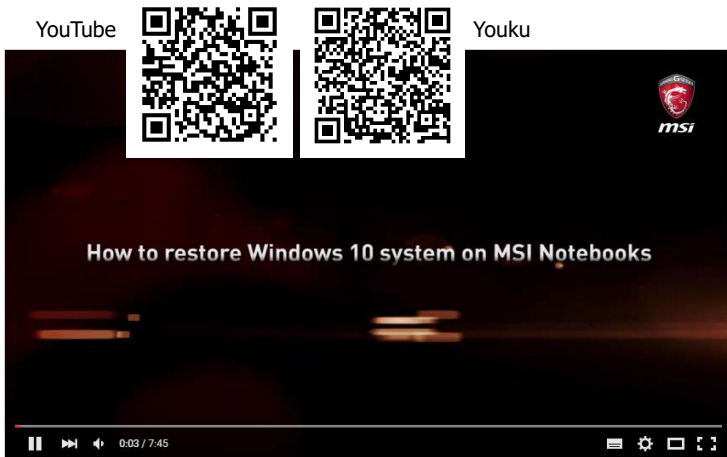 YouTube
Youku
msi
How to restore Windows 10 system on MSI Notebooks
0:03 / 7:45